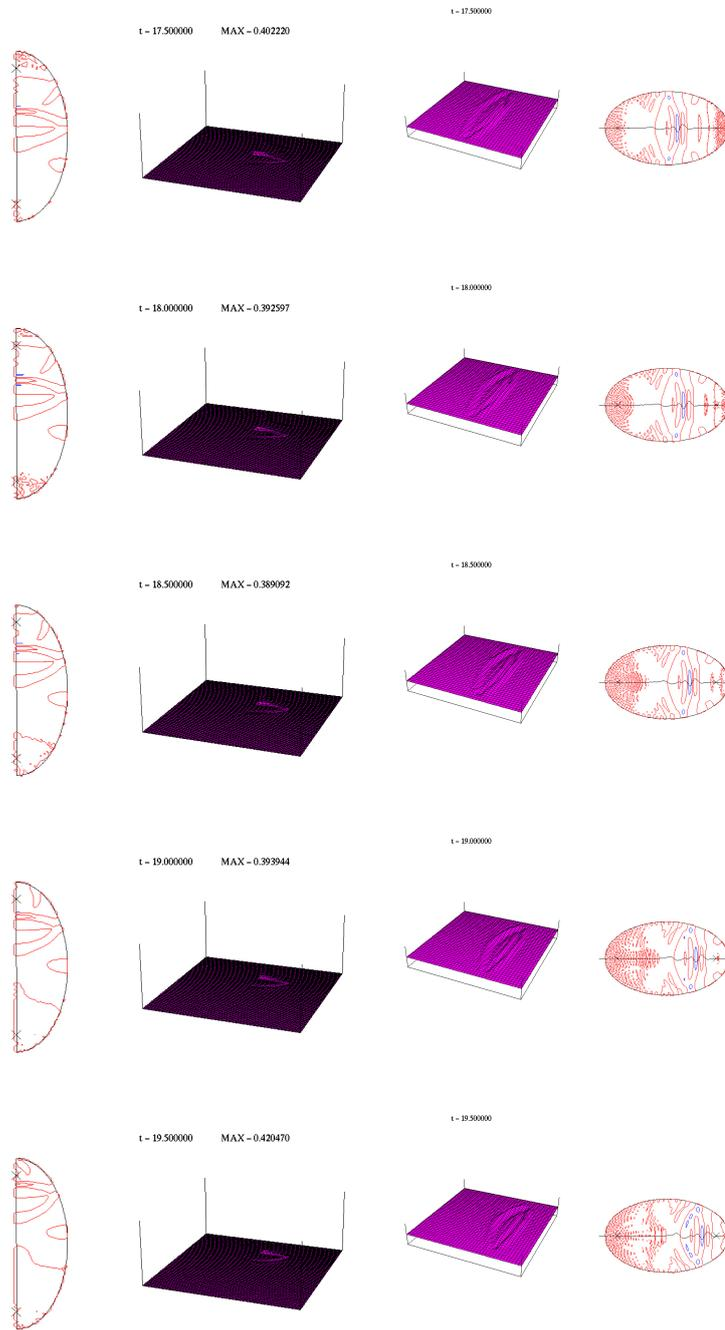 t – 17.500000
t – 17.500000 MAX – 0.402220
t – 18.000000
t – 18.000000 MAX – 0.392597
t – 18.500000
t – 18.500000 MAX – 0.389092
t – 19.000000
t – 19.000000 MAX – 0.393944
t – 19.500000
t – 19.500000 MAX – 0.420470